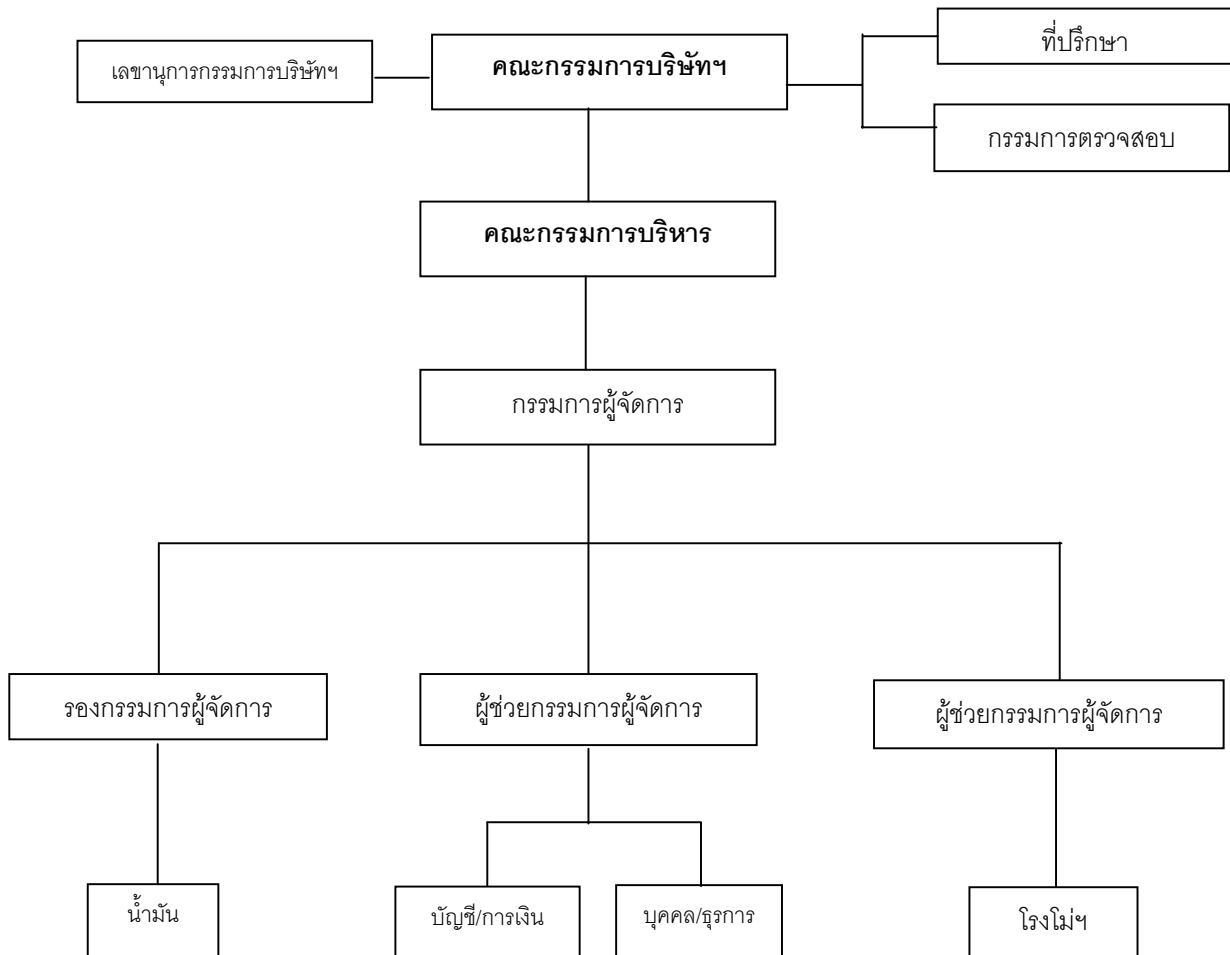 ที่ปรึกษา
เลขานุการกรรมการบริษัทฯ
คณะกรรมการบริษัทฯ
กรรมการตรวจสอบ
คณะกรรมการบริหาร
กรรมการผู้จัดการ
รองกรรมการผู้จัดการ
ผู้ช่วยกรรมการผู้จัดการ
ผู้ช่วยกรรมการผู้จัดการ
น้ำมัน
บัญชี/การเงิน
บุคคล/ธุรการ
โรงโม่ฯ